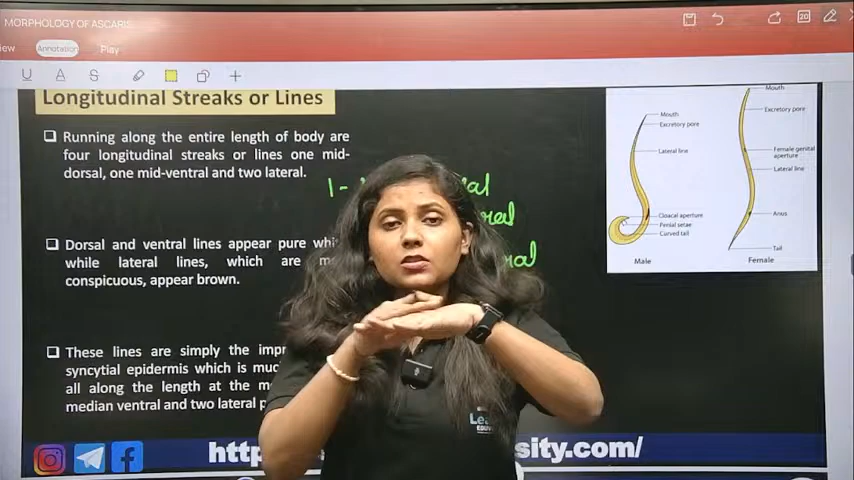 MORPHOLOGY OF ASCARIS
Annotation
Play
20
Longitudinal Streaks or Lines
Running along the entire length of body are
four longitudinal streaks or lines one mid-
dorsal, one mid-ventral and two lateral.
Dorsal and ventral lines appear pure
while lateral lines, which are
conspicuous, appear brown.
These lines are simply the
syncytial epidermis which is
all along the length at the
median ventral and two lateral
1-
Mouth
Excretory pore
Lateral line
Cloacal aperture
Penial setae
Curved tail
Male
Mouth
Excretory pore
Female genital
aperture
Lateral line
Anus
Tail
Female